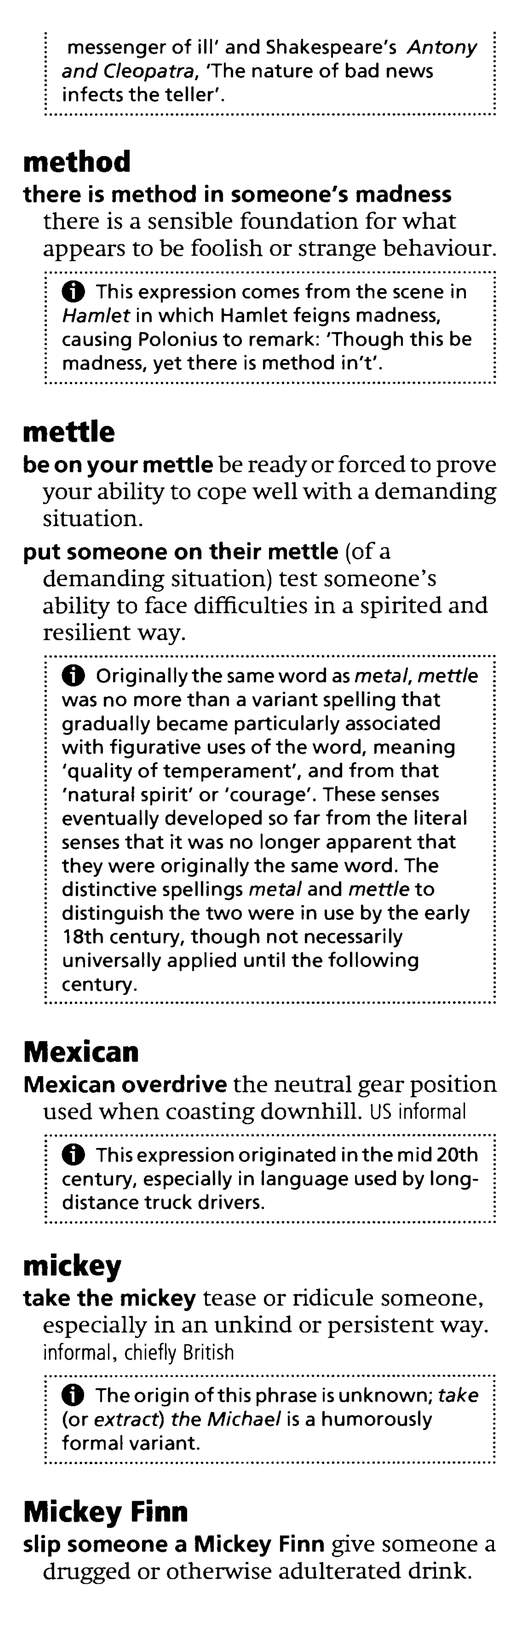 messenger of ill' and Shakespeare's Antony
and Cleopatra, 'The nature of bad news
infects the teller'.
method
there is method in someone's madness
there is a sensible foundation for what
appears to be foolish or strange behaviour.
This expression comes from the scene in
Hamlet in which Hamlet feigns madness,
causing Polonius to remark: 'Though this be
madness, yet there is method in't'.
mettle
be on your mettle be ready or forced to prove
your ability to cope well with a demanding
situation.
put someone on their mettle (of a
demanding situation) test someone's
ability to face difficulties in a spirited and
resilient way.
Originally the same word as metal, mettle
was no more than a variant spelling that
gradually became particularly associated
with figurative uses of the word, meaning
'quality of temperament', and from that
'natural spirit' or 'courage'. These senses
eventually developed so far from the literal
senses that it was no longer apparent that
they were originally the same word. The
distinctive spellings metal and mettle to
distinguish the two were in use by the early
18th century, though not necessarily
universally applied until the following
century.
Mexican
Mexican overdrive the neutral gear position
used when coasting downhill. US informal
This expression originated in the mid 20th
century, especially in language used by long-
distance truck drivers.
mickey
take the mickey tease or ridicule someone,
especially in an unkind or persistent way.
informal, chiefly British
The origin of this phrase is unknown; take
(or extract) the Michael is a humorously
formal variant.
Mickey Finn
slip someone a Mickey Finn give someone a
drugged or otherwise adulterated drink.